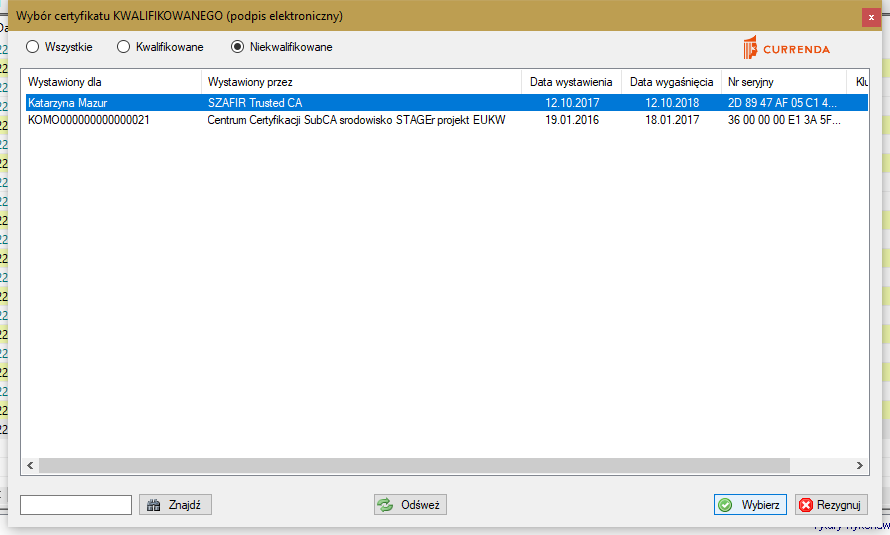 Wybór certyfikatu KWALIFIKOWANEGO (podpis elektroniczny)
Wszystkie Kwalifikowane Niekwalifikowane CURRENDA
Wystawiony dla Wystawiony przez Data wystawienia Data wygaśnięcia Nr seryjny Klu
Katarzyna Mazur SZAFIR Trusted CA 12.10.2017 12.10.2018 2D 89 47 AF 05 C1 4...
KOMO000000000000021 Centrum Certyfikacji SubCA srodowisko STAGEr projekt EUKW 19.01.2016 18.01.2017 36 00 00 00 E1 3A 5F...
Znajdź Odśwież Wybierz Rezygnuj